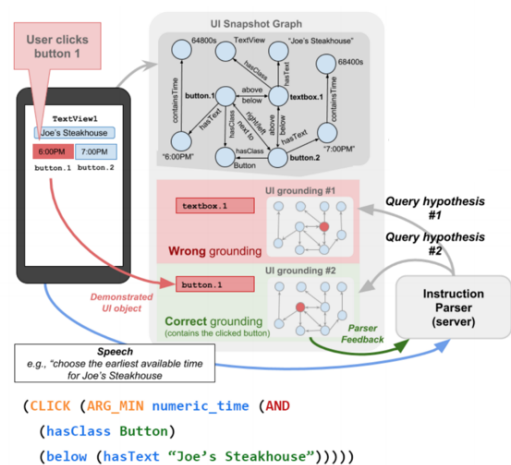 User clicks
button 1
UI Snapshot Graph
64800s
TextView
"Joe's Steakhouse"
68400s
containsTime
hasClass
hasText
containsTime
button.1
above
below
textbox.1
hasText
hasClass
right/left
next to
above
below
hasText
hasClass
button.2
"6:00PM"
Button
"7:00PM"
TextView1
Joe's Steakhouse
6:00PM
7:00PM
button.1
button.2
UI grounding #1
textbox.1
Wrong grounding
Query hypothesis
#1
Query hypothesis
#2
UI grounding #2
button.1
Correct grounding
(contains the clicked button)
Demonstrated
UI object
Instruction
Parser
(server)
Parser
Feedback
Speech
e.g., "choose the earliest available time
for Joe's Steakhouse
(CLICK (ARG_MIN numeric_time (AND
(hasClass Button)
(below (hasText “Joe’s Steakhouse”)))))